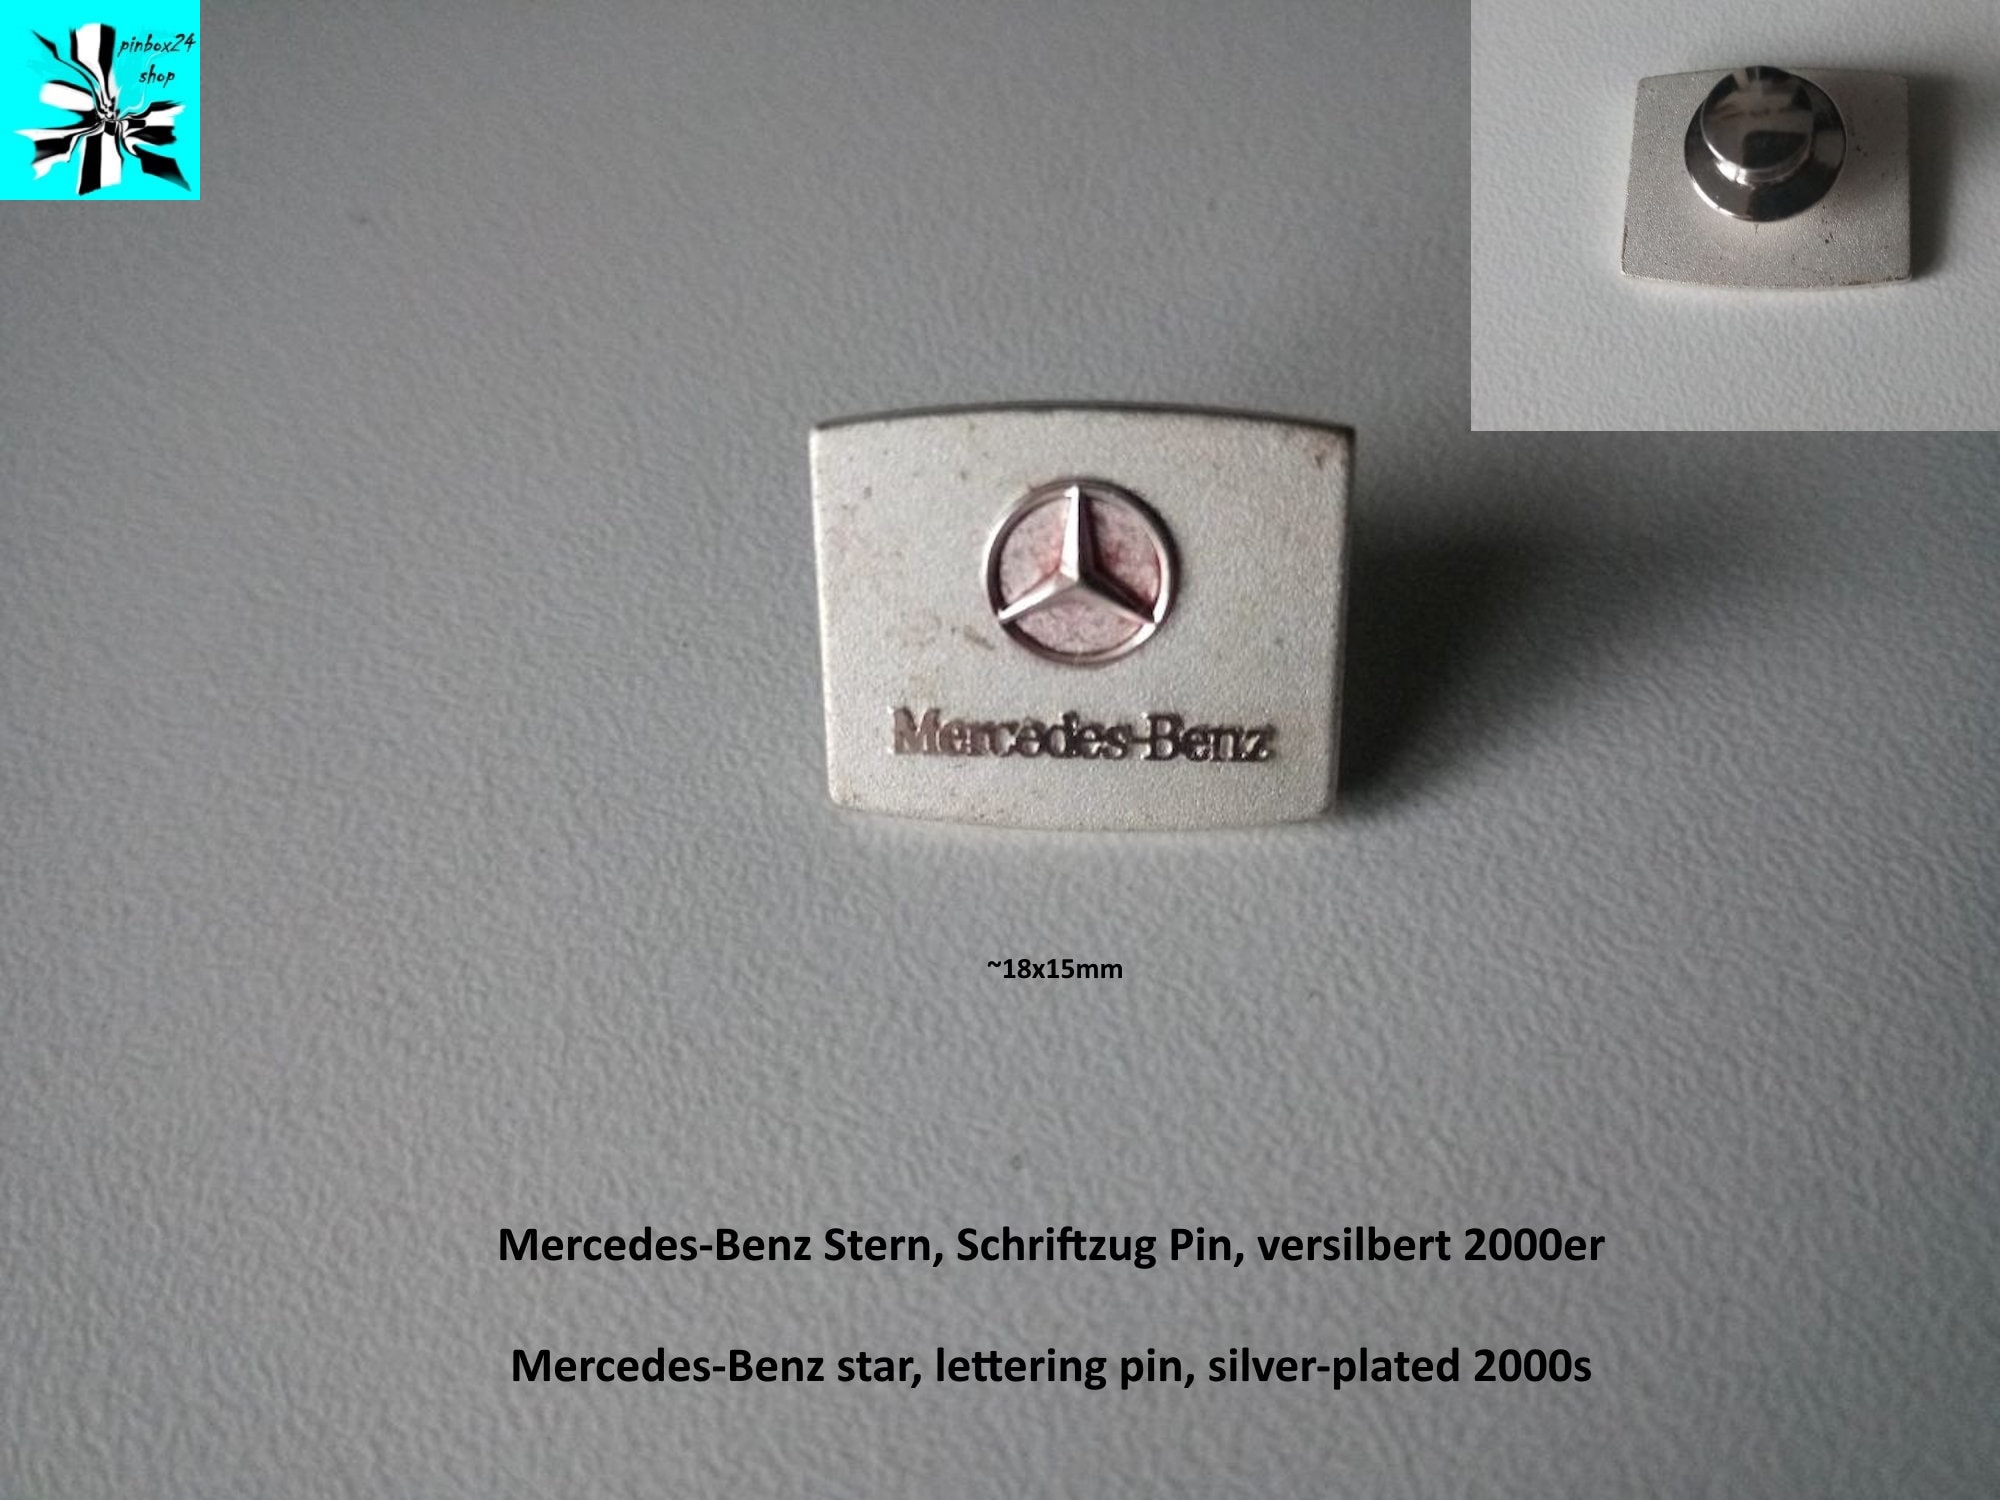 pinbox24
shop
Mercedes-Benz
~18x15mm
Mercedes-Benz Stern, Schriftzug Pin, versilbert 2000er
Mercedes-Benz star, lettering pin, silver-plated 2000s